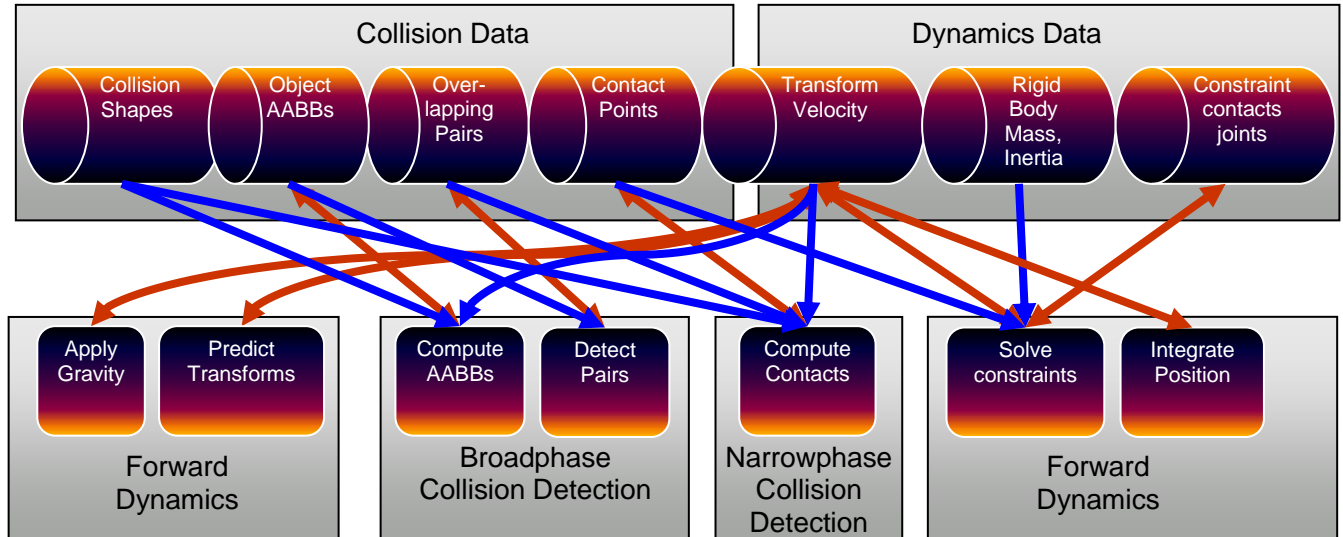 Collision Data
Dynamics Data
Collision
Shapes
Object
AABBs
Over-
lapping
Pairs
Contact
Points
Transform
Velocity
Rigid
Body
Mass,
Inertia
Constraint
contacts
joints
Apply
Gravity
Predict
Transforms
Compute
AABBs
Detect
Pairs
Compute
Contacts
Solve
constraints
Integrate
Position
Forward
Dynamics
Broadphase
Collision Detection
Narrowphase
Collision
Detection
Forward
Dynamics